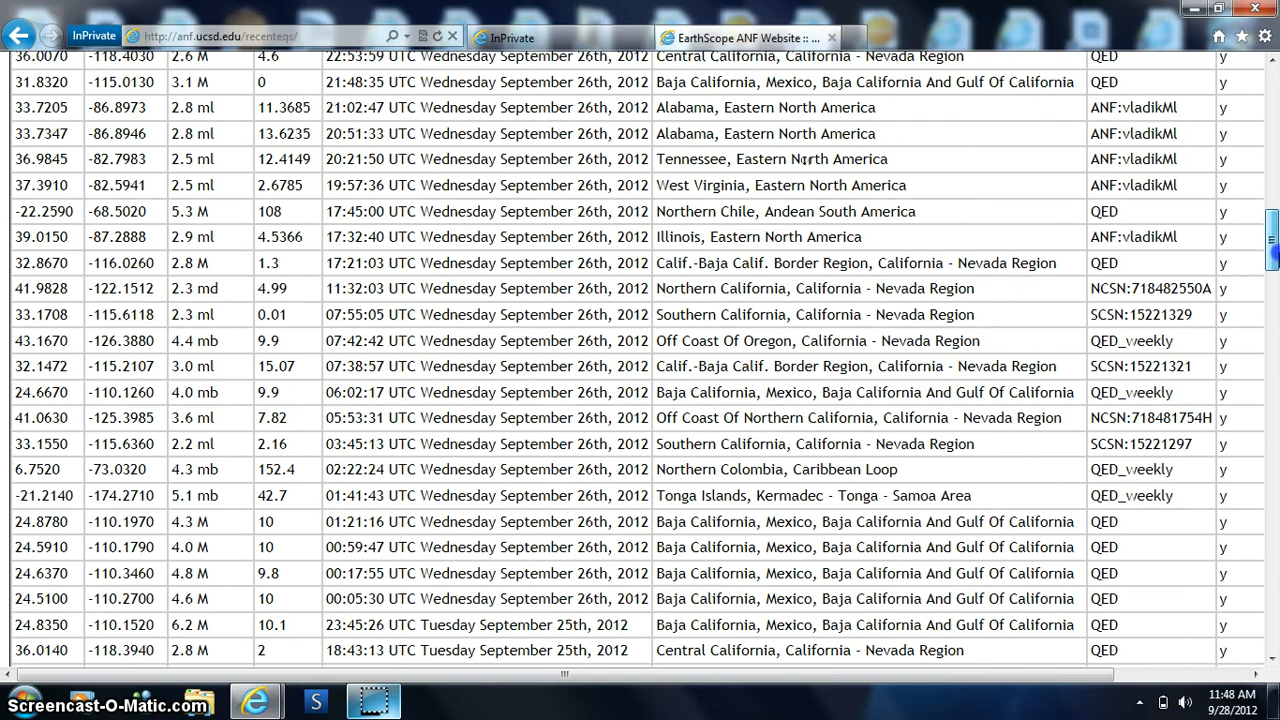 InPrivate http://anf.ucsd.edu/recenteqs/ InPrivate EarthScope ANF Website :: ...
36.0070 -118.4030 2.6 M 4.6 22:53:59 UTC Wednesday September 26th, 2012 Central California, California - Nevada Region QED y
31.8320 -115.0130 3.1 M 0 21:48:35 UTC Wednesday September 26th, 2012 Baja California, Mexico, Baja California And Gulf Of California QED y
33.7205 -86.8973 2.8 ml 11.3685 21:02:47 UTC Wednesday September 26th, 2012 Alabama, Eastern North America ANF:vladikMl y
33.7347 -86.8946 2.8 ml 13.6235 20:51:33 UTC Wednesday September 26th, 2012 Alabama, Eastern North America ANF:vladikMl y
36.9845 -82.7983 2.5 ml 12.4149 20:21:50 UTC Wednesday September 26th, 2012 Tennessee, Eastern North America ANF:vladikMl y
37.3910 -82.5941 2.5 ml 2.6785 19:57:36 UTC Wednesday September 26th, 2012 West Virginia, Eastern North America ANF:vladikMl y
-22.2590 -68.5020 5.3 M 108 17:45:00 UTC Wednesday September 26th, 2012 Northern Chile, Andean South America QED y
39.0150 -87.2888 2.9 ml 4.5366 17:32:40 UTC Wednesday September 26th, 2012 Illinois, Eastern North America ANF:vladikMl y
32.8670 -116.0260 2.8 M 1.3 17:21:03 UTC Wednesday September 26th, 2012 Calif.-Baja Calif. Border Region, California - Nevada Region QED y
41.9828 -122.1512 2.3 md 4.99 11:32:03 UTC Wednesday September 26th, 2012 Northern California, California - Nevada Region NCSN:718482550A y
33.1708 -115.6118 2.3 ml 0.01 07:55:05 UTC Wednesday September 26th, 2012 Southern California, California - Nevada Region SCSN:15221329 y
43.1670 -126.3880 4.4 mb 9.9 07:42:42 UTC Wednesday September 26th, 2012 Off Coast Of Oregon, California - Nevada Region QED_weekly y
32.1472 -115.2107 3.0 ml 15.07 07:38:57 UTC Wednesday September 26th, 2012 Calif.-Baja Calif. Border Region, California - Nevada Region SCSN:15221321 y
24.6670 -110.1260 4.0 mb 9.9 06:02:17 UTC Wednesday September 26th, 2012 Baja California, Mexico, Baja California And Gulf Of California QED_weekly y
41.0630 -125.3985 3.6 ml 7.82 05:53:31 UTC Wednesday September 26th, 2012 Off Coast Of Northern California, California - Nevada Region NCSN:718481754H y
33.1550 -115.6360 2.2 ml 2.16 03:45:13 UTC Wednesday September 26th, 2012 Southern California, California - Nevada Region SCSN:15221297 y
6.7520 -73.0320 4.3 mb 152.4 02:22:24 UTC Wednesday September 26th, 2012 Northern Colombia, Caribbean Loop QED_weekly y
-21.2140 -174.2710 5.1 mb 42.7 01:41:43 UTC Wednesday September 26th, 2012 Tonga Islands, Kermadec - Tonga - Samoa Area QED_weekly y
24.8780 -110.1970 4.3 M 10 01:21:16 UTC Wednesday September 26th, 2012 Baja California, Mexico, Baja California And Gulf Of California QED y
24.5910 -110.1790 4.0 M 10 00:59:47 UTC Wednesday September 26th, 2012 Baja California, Mexico, Baja California And Gulf Of California QED y
24.6370 -110.3460 4.8 M 9.8 00:17:55 UTC Wednesday September 26th, 2012 Baja California, Mexico, Baja California And Gulf Of California QED y
24.5100 -110.2700 4.6 M 10 00:05:30 UTC Wednesday September 26th, 2012 Baja California, Mexico, Baja California And Gulf Of California QED y
24.8350 -110.1520 6.2 M 10.1 23:45:26 UTC Tuesday September 25th, 2012 Baja California, Mexico, Baja California And Gulf Of California QED y
36.0140 -118.3940 2.8 M 2 18:43:13 UTC Tuesday September 25th, 2012 Central California, California - Nevada Region QED y
S 11:48 AM
Screencast-O-Matic.com 9/28/2012